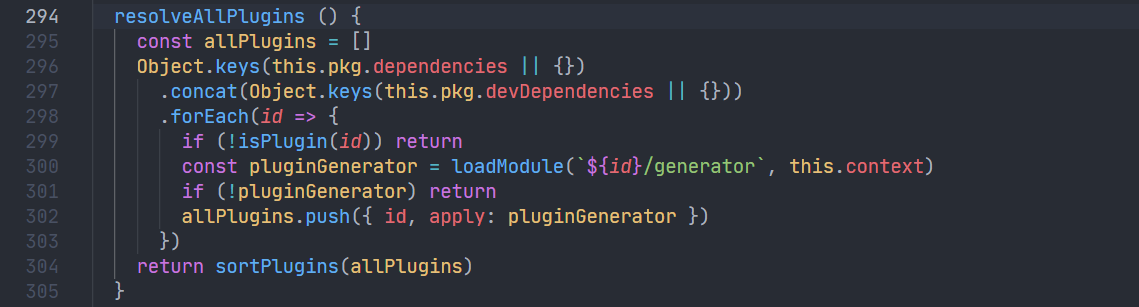 294 resolveAllPlugins () {
295 const allPlugins = []
296 Object.keys(this.pkg.dependencies || {})
297 .concat(Object.keys(this.pkg.devDependencies || {}))
298 .forEach(id => {
299 if (!isPlugin(id)) return
300 const pluginGenerator = loadModule(`${id}/generator`, this.context)
301 if (!pluginGenerator) return
302 allPlugins.push({ id, apply: pluginGenerator })
303 })
304 return sortPlugins(allPlugins)
305 }